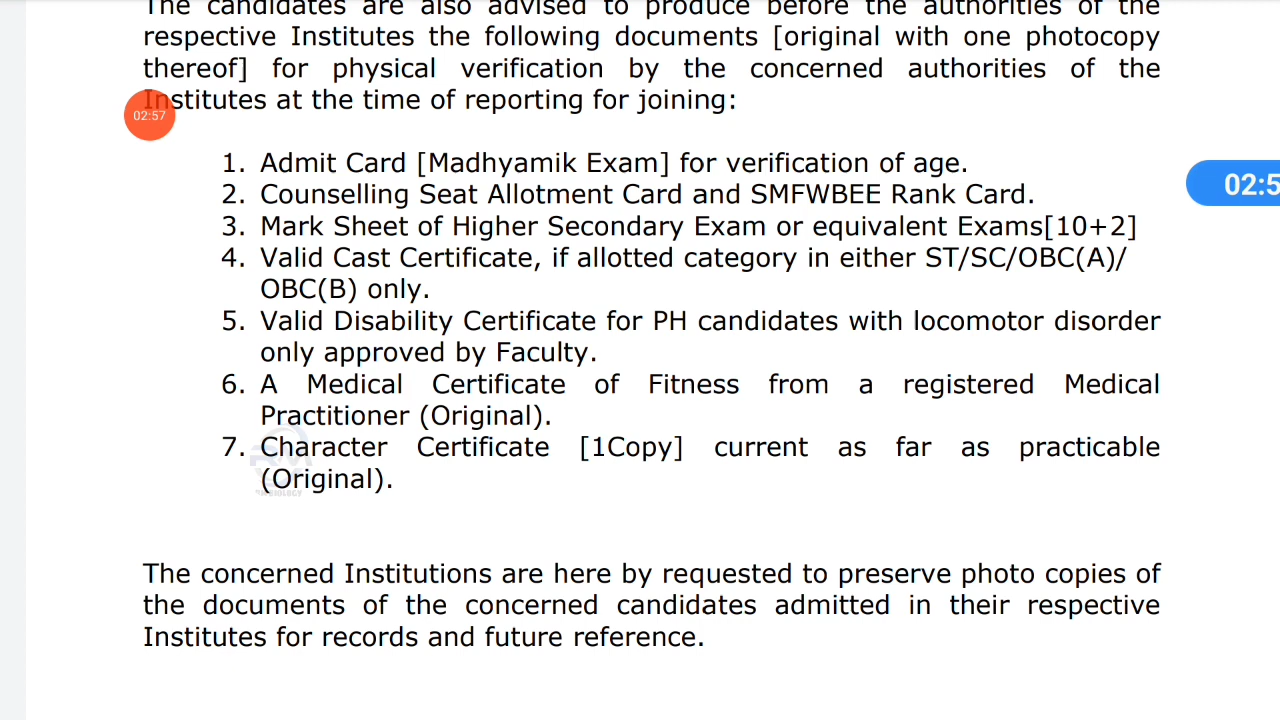 The candidates are also advised to produce before the authorities of the
respective Institutes the following documents [original with one photocopy
thereof] for physical verification by the concerned authorities of the
Institutes at the time of reporting for joining:
02:57
1. Admit Card [Madhyamik Exam] for verification of age.
02:5
2. Counselling Seat Allotment Card and SMFWBEE Rank Card.
3. Mark Sheet of Higher Secondary Exam or equivalent Exams[10+2]
4. Valid Cast Certificate, if allotted category in either ST/SC/OBC(A)/
OBC(B) only.
5. Valid Disability Certificate for PH candidates with locomotor disorder
only approved by Faculty.
6. A Medical Certificate of Fitness from a registered Medical
Practitioner (Original).
7. Character Certificate [1Copy] current as far as practicable
(Original).
The concerned Institutions are here by requested to preserve photo copies of
the documents of the concerned candidates admitted in their respective
Institutes for records and future reference.